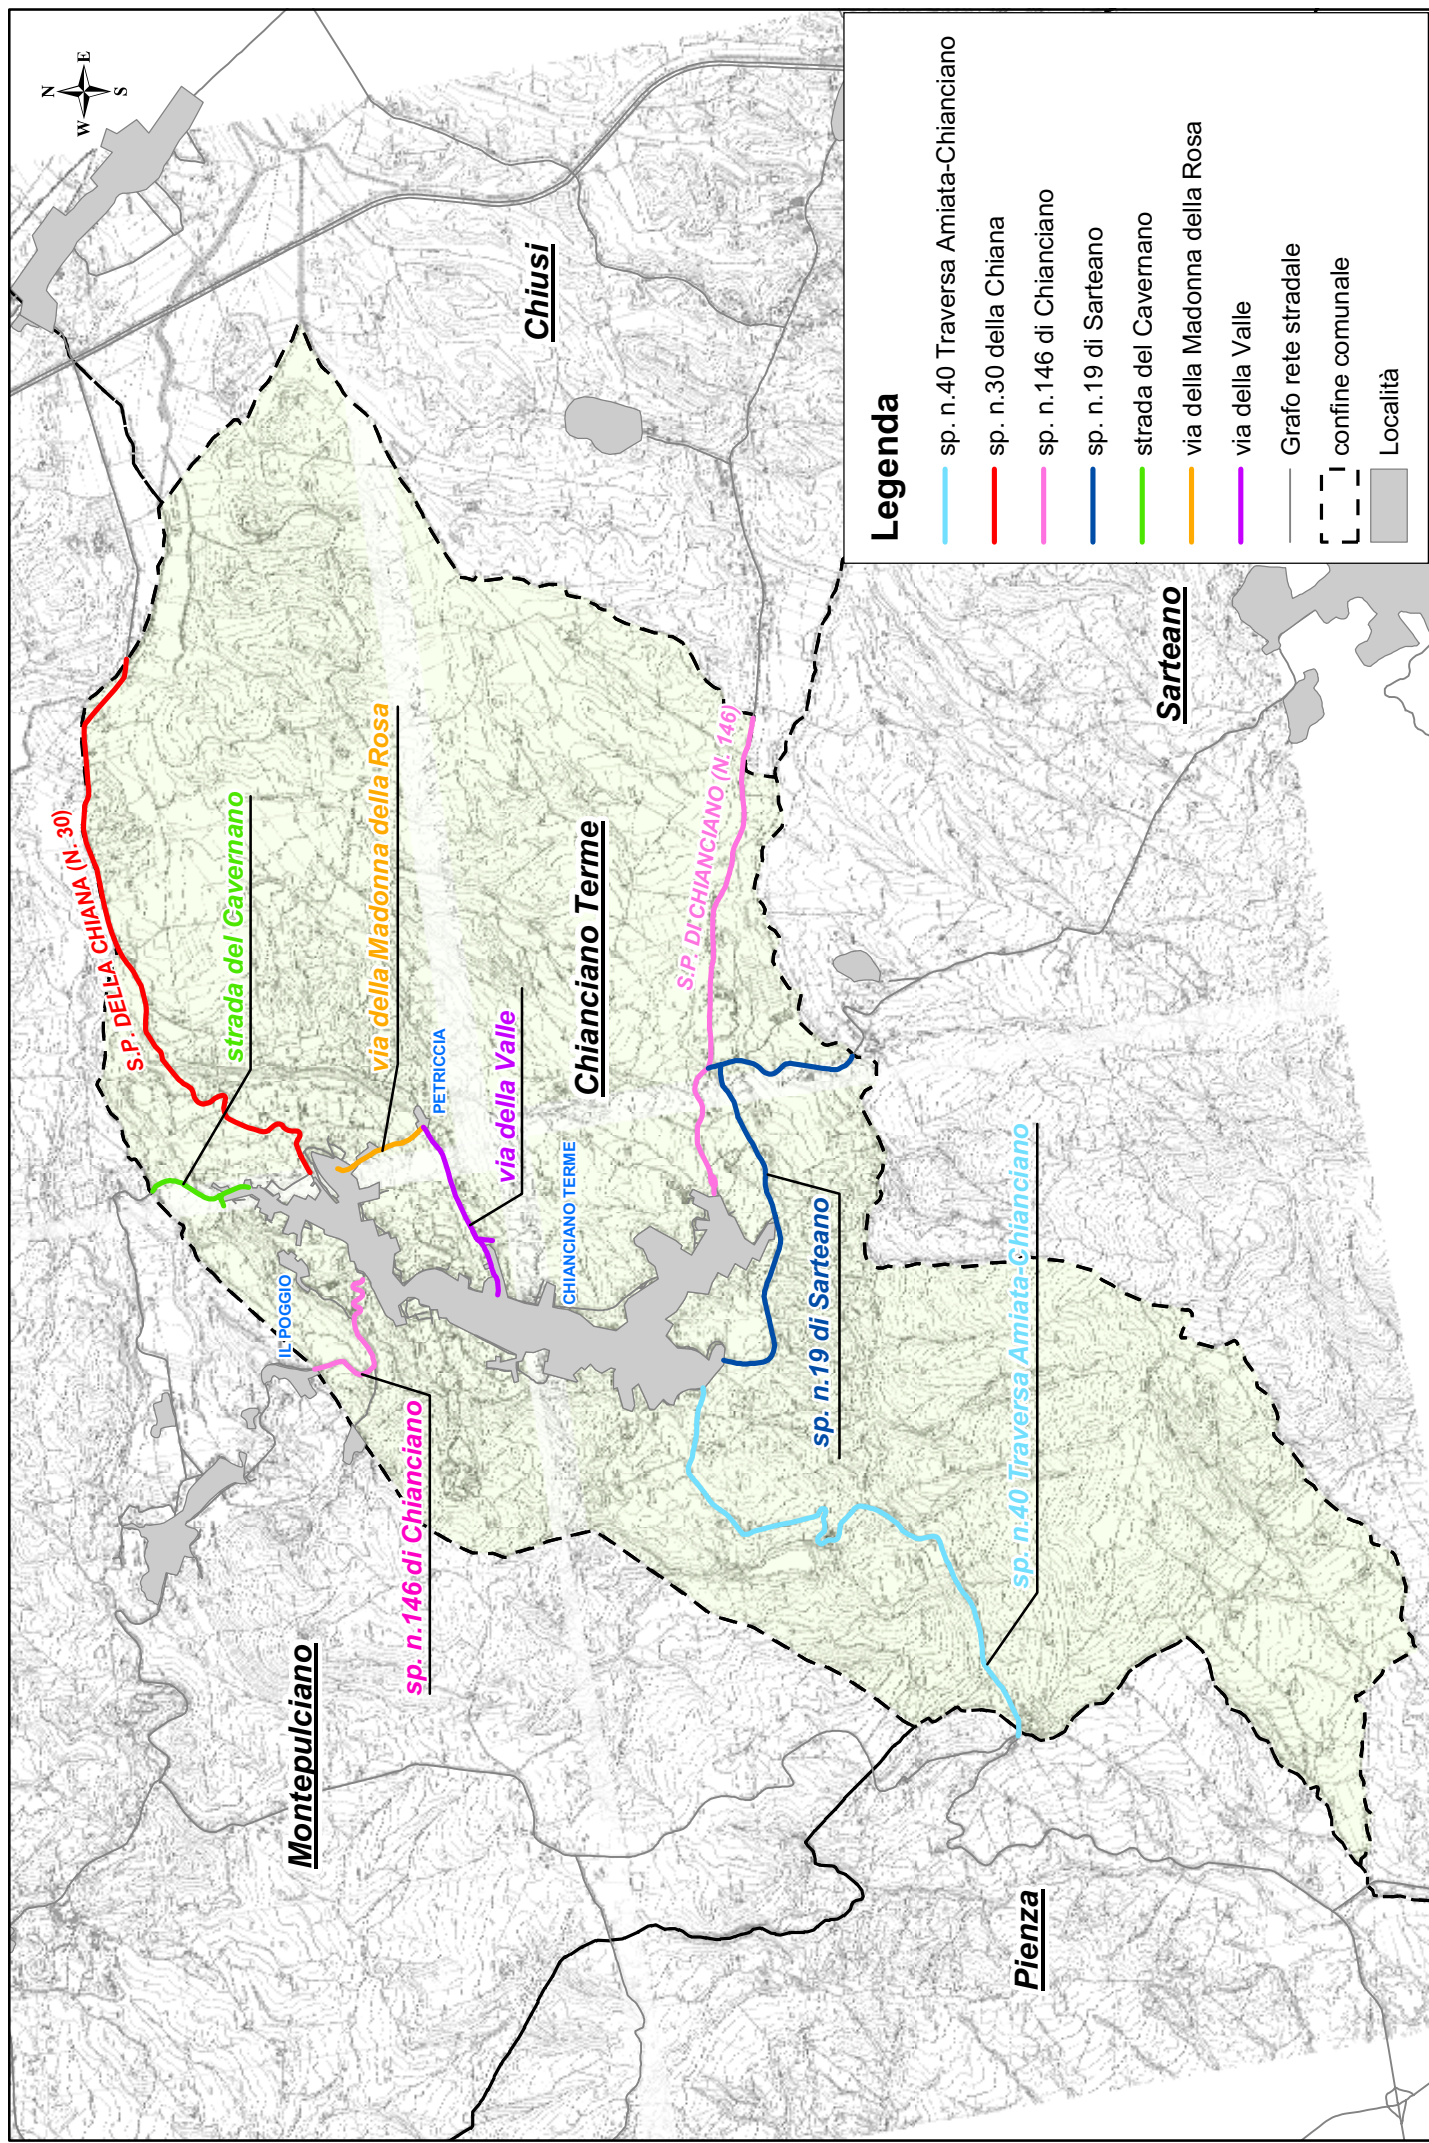 N
W
E
S
S.P. DELLA CHIANA (N. 30)
strada del Cavernano
via della Madonna della Rosa
PETRICCIA
via della Valle
IL POGGIO
CHIANCIANO TERME
Chianciano Terme
Chiusi
Montepulciano
sp. n.146 di Chianciano
S.P. DI CHIANCIANO (N. 146)
sp. n.19 di Sarteano
sp. n.40 Traversa Amiata-Chianciano
Sarteano
Pienza
Legenda
sp. n.40 Traversa Amiata-Chianciano
sp. n.30 della Chiana
sp. n.146 di Chianciano
sp. n.19 di Sarteano
strada del Cavernano
via della Madonna della Rosa
via della Valle
Grafo rete stradale
confine comunale
Località